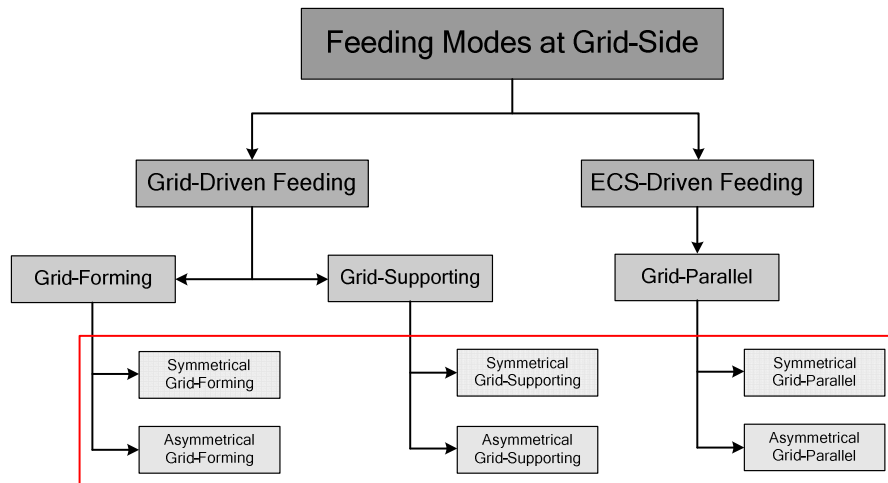 Feeding Modes at Grid-Side
Grid-Driven Feeding
ECS-Driven Feeding
Grid-Forming
Grid-Supporting
Grid-Parallel
Symmetrical
Grid-Forming
Symmetrical
Grid-Supporting
Symmetrical
Grid-Parallel
Asymmetrical
Grid-Forming
Asymmetrical
Grid-Supporting
Asymmetrical
Grid-Parallel